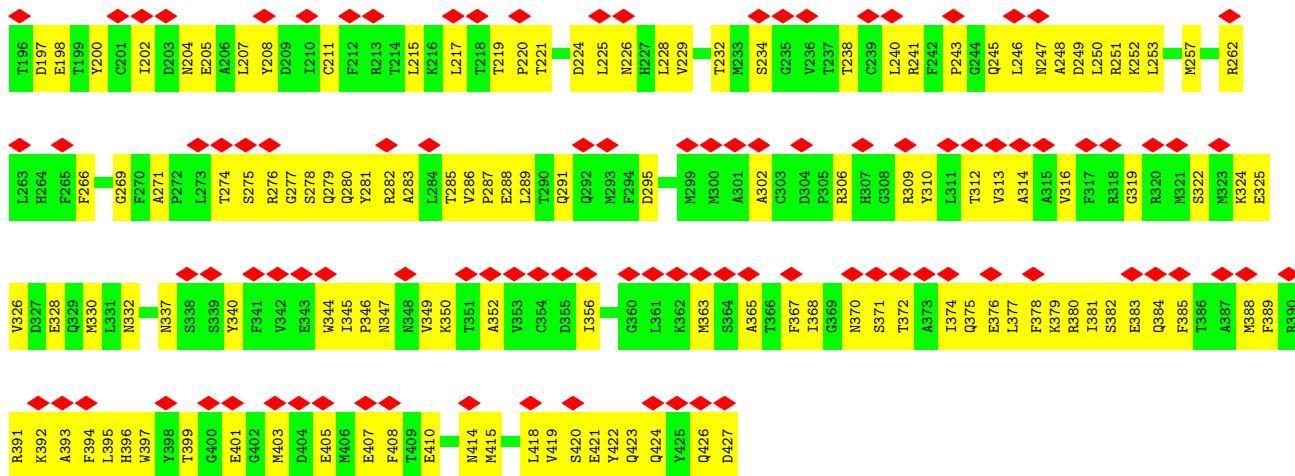 T196 D197 E198 T199 Y200 C201 I202 D203 N204 E205 A206 L207 Y208 D209 I210 C211 F212 R213 T214 L215 K216 L217 T218 T219 P220 T221 D224 L225 N226 H227 L228 V229 T232 M233 S234 G235 V236 T237 T238 C239 L240 R241 F242 P243 G244 Q245 L246 N247 A248 D249 L250 R251 K252 L253 M257 R262
L263 H264 F265 F266 G269 F270 A271 P272 L273 T274 S275 R276 G277 S278 Q279 Q280 Y281 R282 A283 L284 T285 V286 P287 E288 L289 T290 Q291 Q292 M293 F294 D295 M299 M300 A301 A302 C303 D304 P305 R306 H307 G308 R309 Y310 L311 T312 V313 A314 A315 V316 F317 R318 G319 R320 M321 S322 M323 K324 E325
V326 D327 E328 Q329 M330 L331 N332 N337 S338 S339 Y340 F341 V342 E343 W344 I345 P346 N347 N348 V349 K350 T351 A352 V353 C354 D355 I356 G360 L361 K362 M363 S364 A365 T366 F367 I368 G369 N370 S371 T372 A373 I374 Q375 E376 L377 F378 K379 R380 I381 S382 E383 Q384 F385 T386 A387 M388 F389 R390
R391 K392 A393 F394 L395 H396 W397 Y398 T399 G400 E401 G402 M403 D404 E405 M406 E407 F408 T409 E410 N414 M415 L418 V419 S420 E421 Y422 Q423 Q424 Y425 Q426 D427